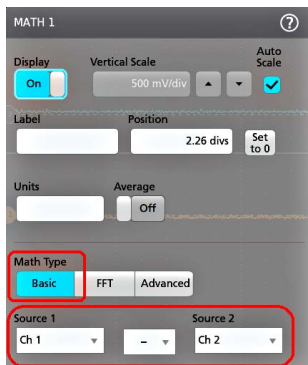 MATH 1 ?
Auto
Display Vertical Scale Scale
On 500 mV/div
Label Position
2.26 divs Set
to 0
Units Average
Off
Math Type
Basic FFT Advanced
Source 1 Source 2
Ch 1 - Ch 2